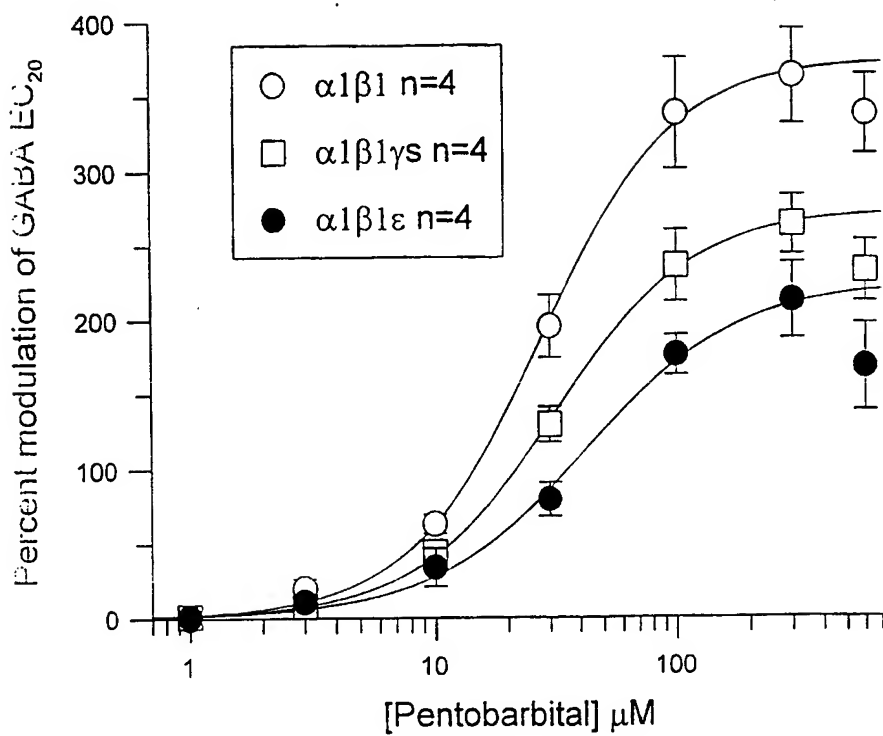 400
300
200
100
0
Percent modulation of GABA EC₂₀
α1β1 n=4
α1β1γs n=4
α1β1ε n=4
1
10
100
[Pentobarbital] μM